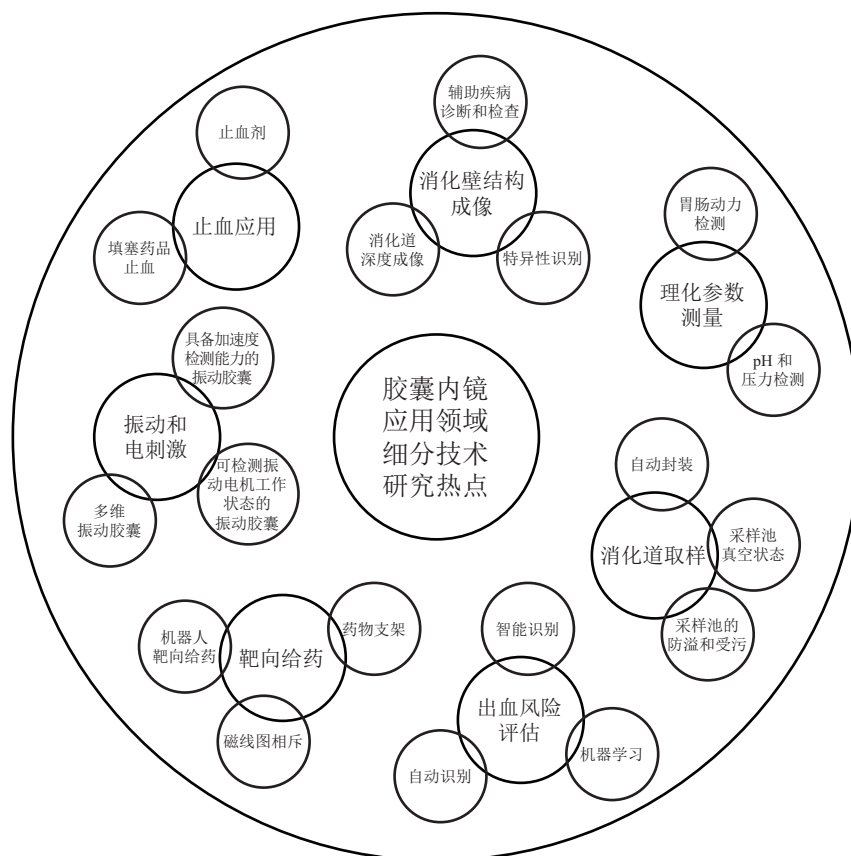 辅助疾病
诊断和检查
消化壁结构
成像
消化道
深度成像
特异性识别
止血剂
止血应用
填塞药品
止血
胃肠动力
检测
理化参数
测量
pH 和
压力检测
具备加速度
检测能力的
振动胶囊
振动和
电刺激
可检测振
动电机工作
状态的
振动胶囊
多维
振动胶囊
胶囊内镜
应用领域
细分技术
研究热点
自动封装
消化道取样
采样池
真空状态
采样池的
防溢和受污
机器人
靶向给药
靶向给药
药物支架
磁线图相斥
智能识别
出血风险
评估
自动识别
机器学习